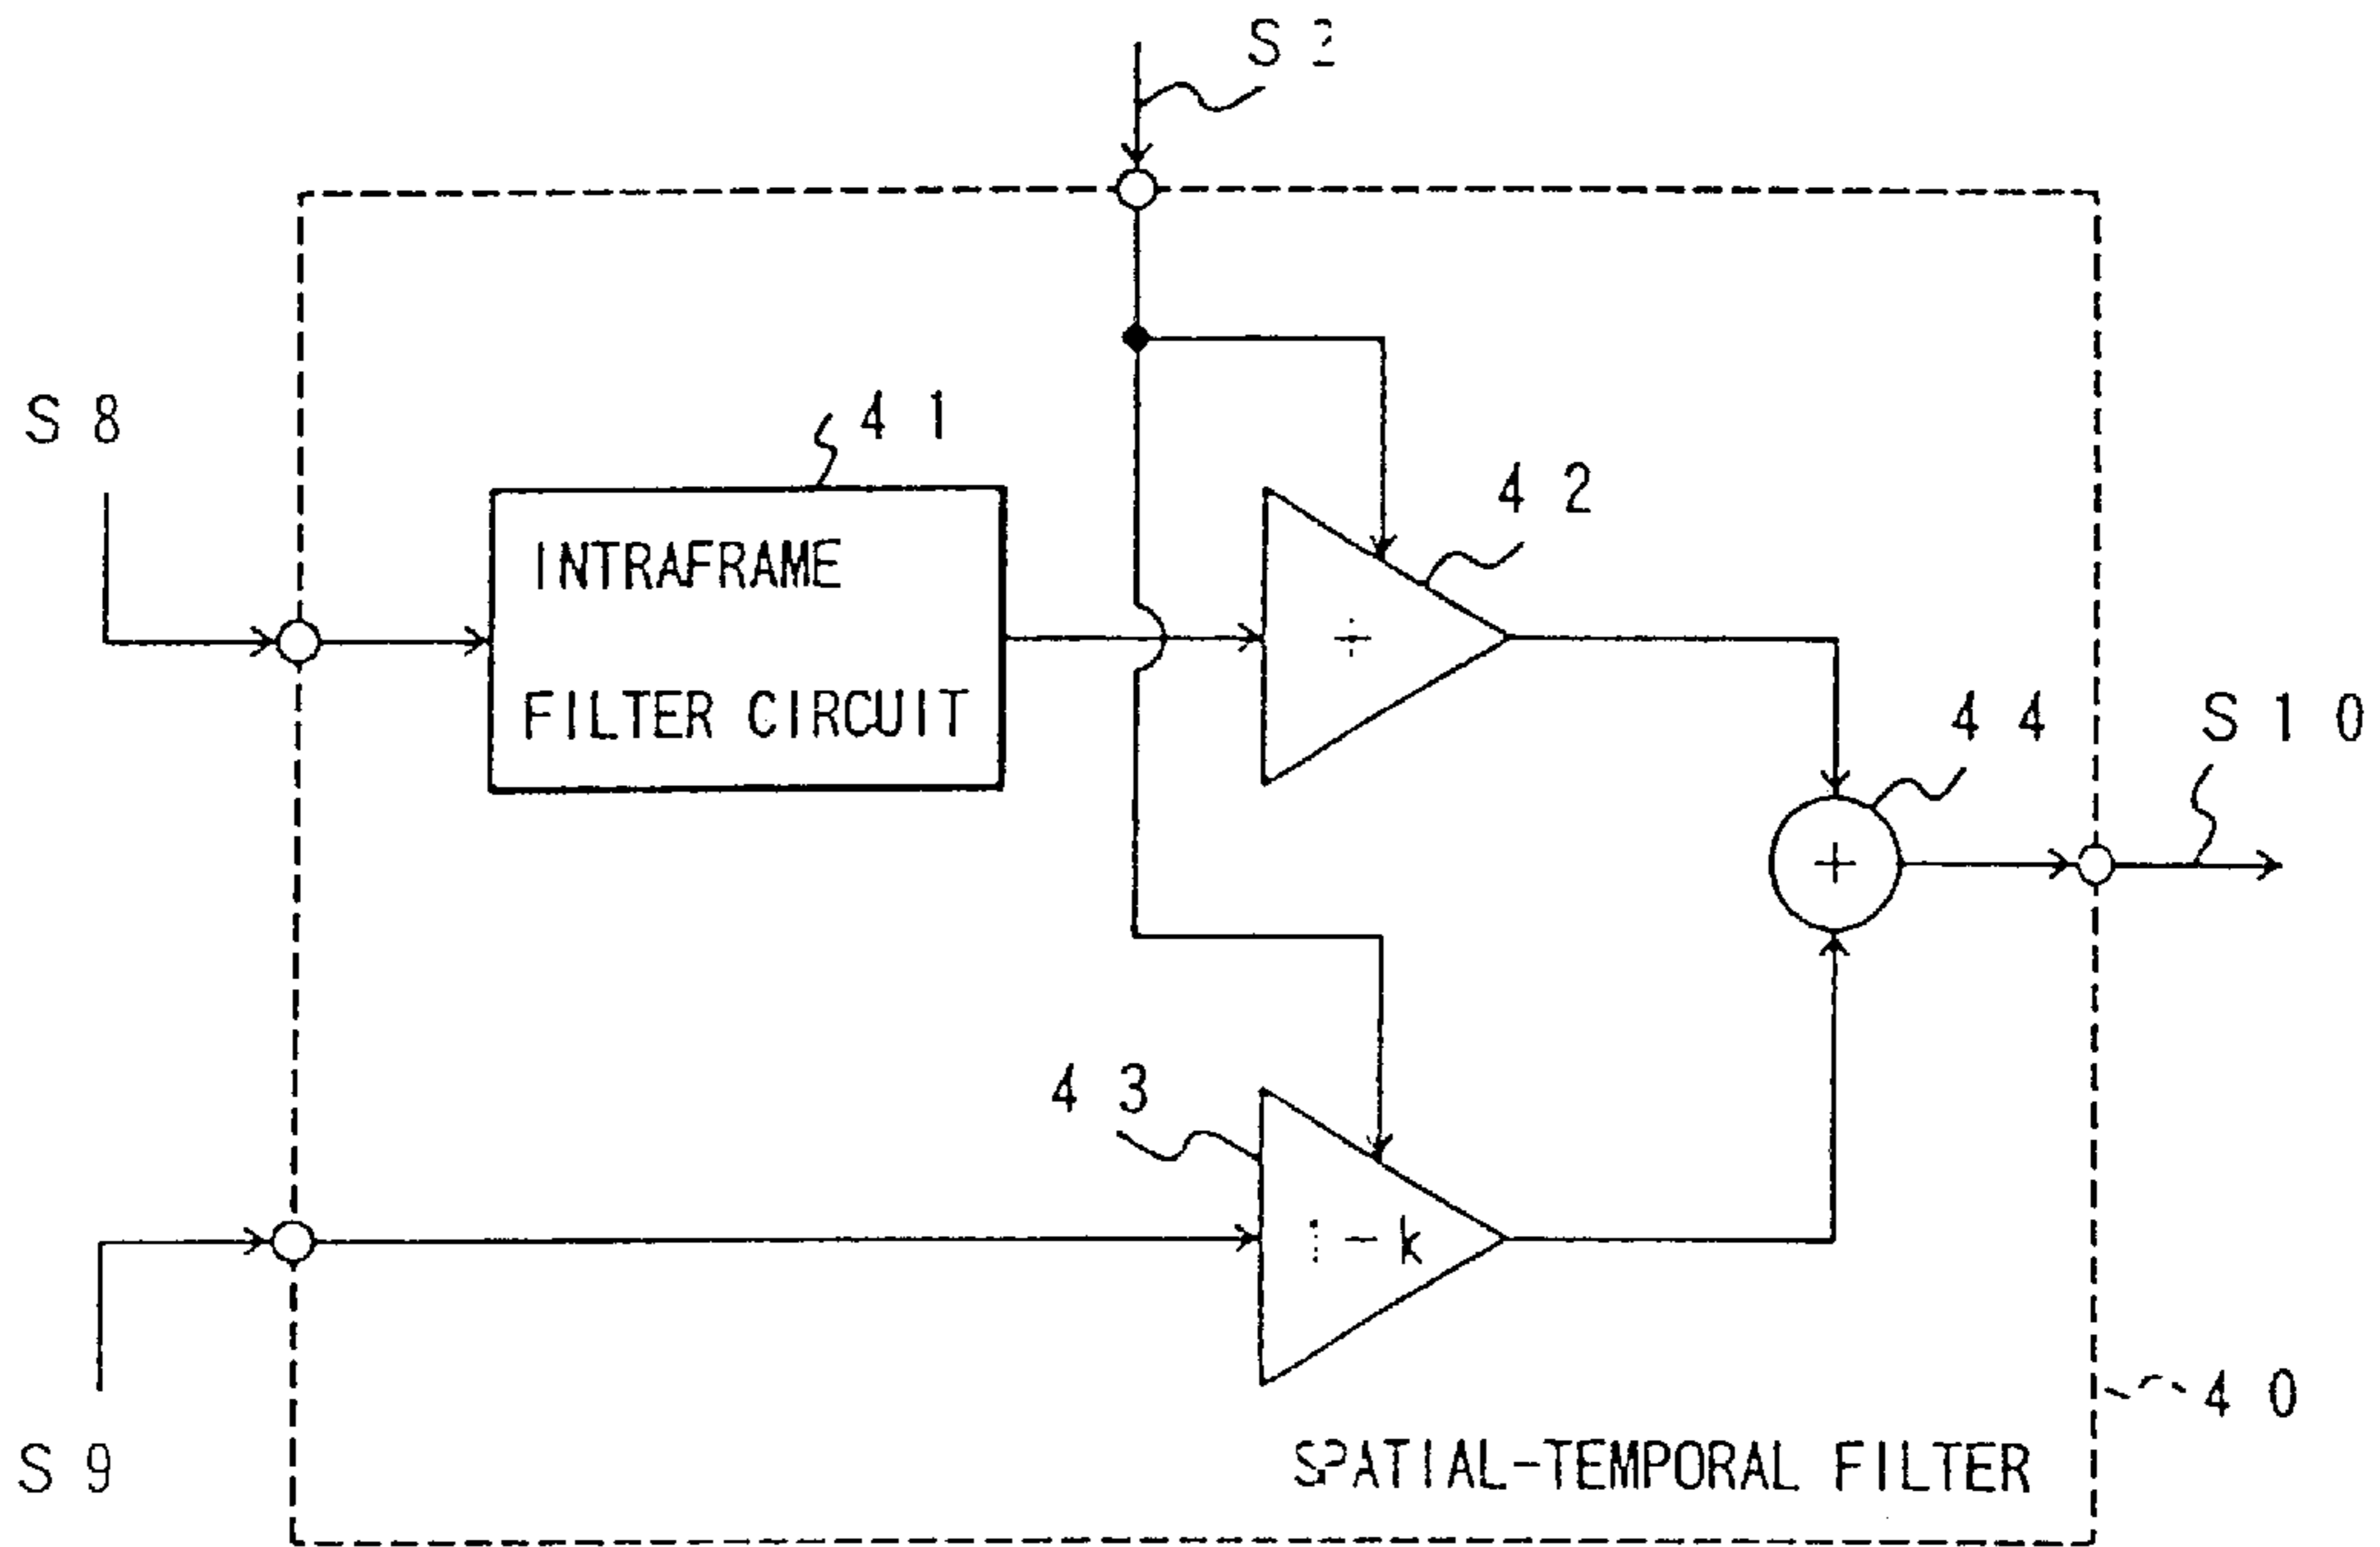 S 2
S 8
4 1
4 2
INTRAFRAME
FILTER CIRCUIT
÷
4 4
S 1 0
+
4 3
1 - k
4 0
S 9
SPATIAL-TEMPORAL FILTER